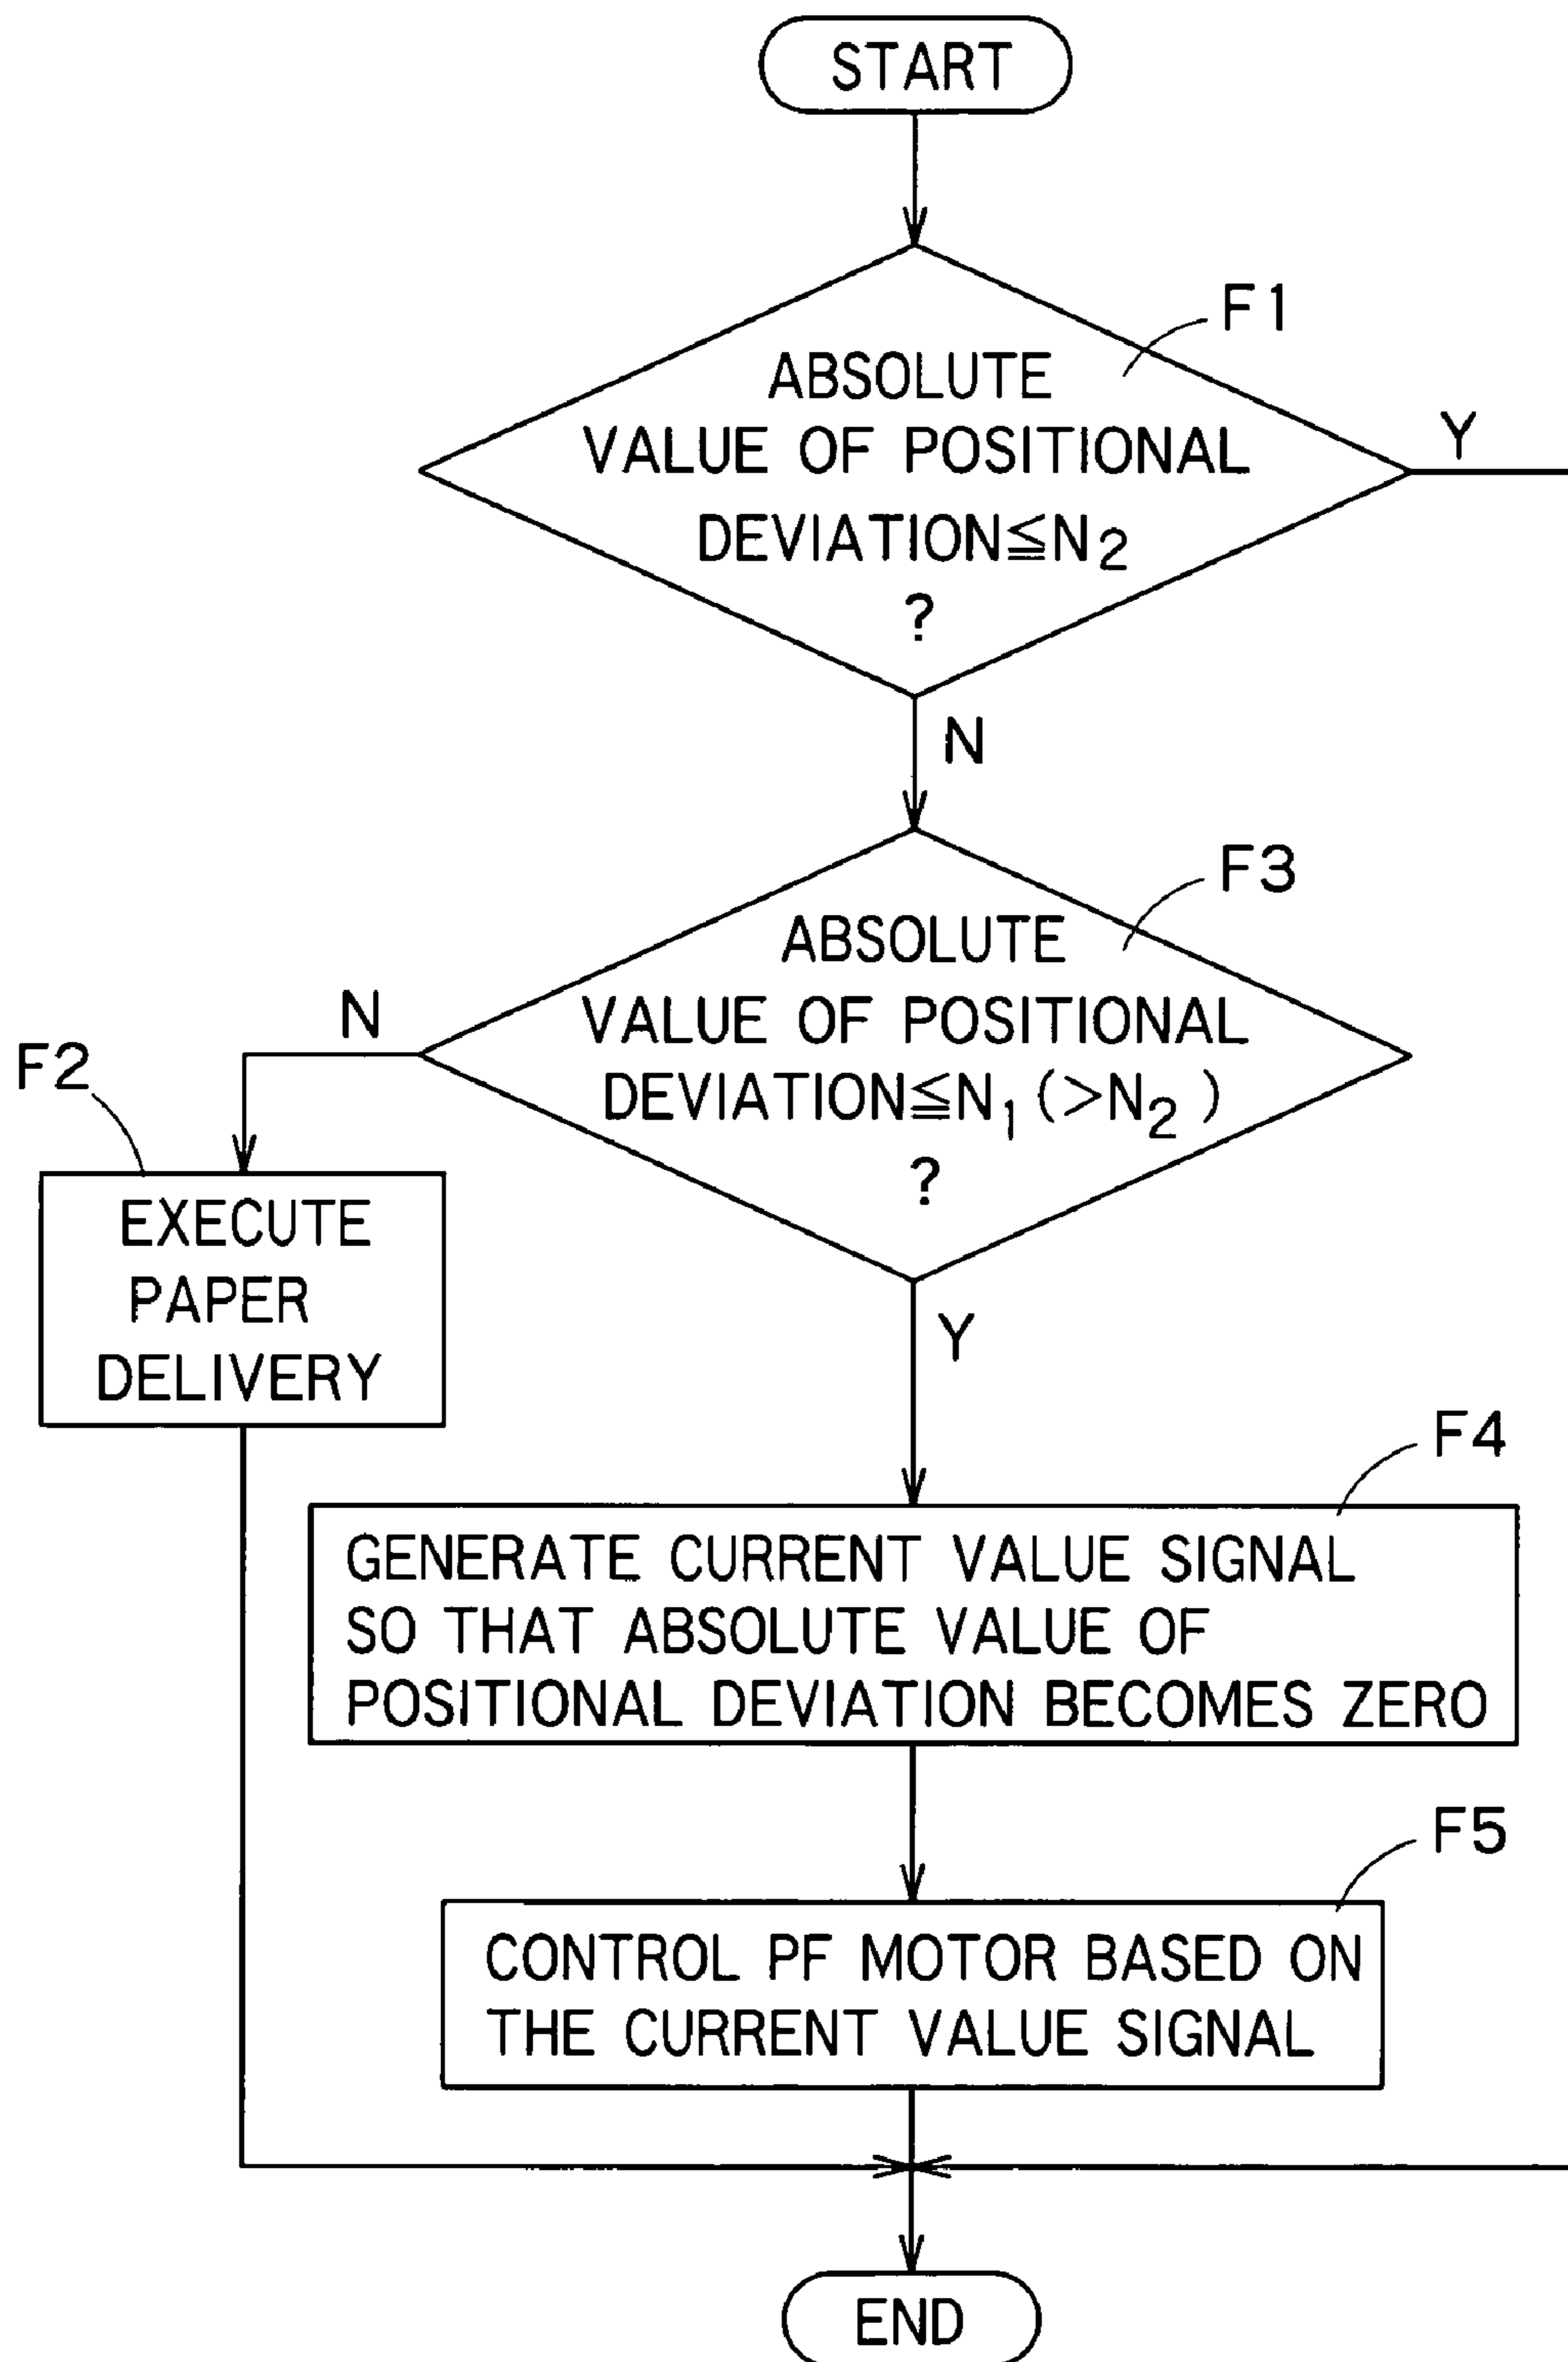 START
F1
ABSOLUTE
VALUE OF POSITIONAL
DEVIATION≦N2
?
Y
N
F3
ABSOLUTE
VALUE OF POSITIONAL
DEVIATION≦N1(>N2)
?
N
F2
EXECUTE
PAPER
DELIVERY
Y
F4
GENERATE CURRENT VALUE SIGNAL
SO THAT ABSOLUTE VALUE OF
POSITIONAL DEVIATION BECOMES ZERO
F5
CONTROL PF MOTOR BASED ON
THE CURRENT VALUE SIGNAL
END